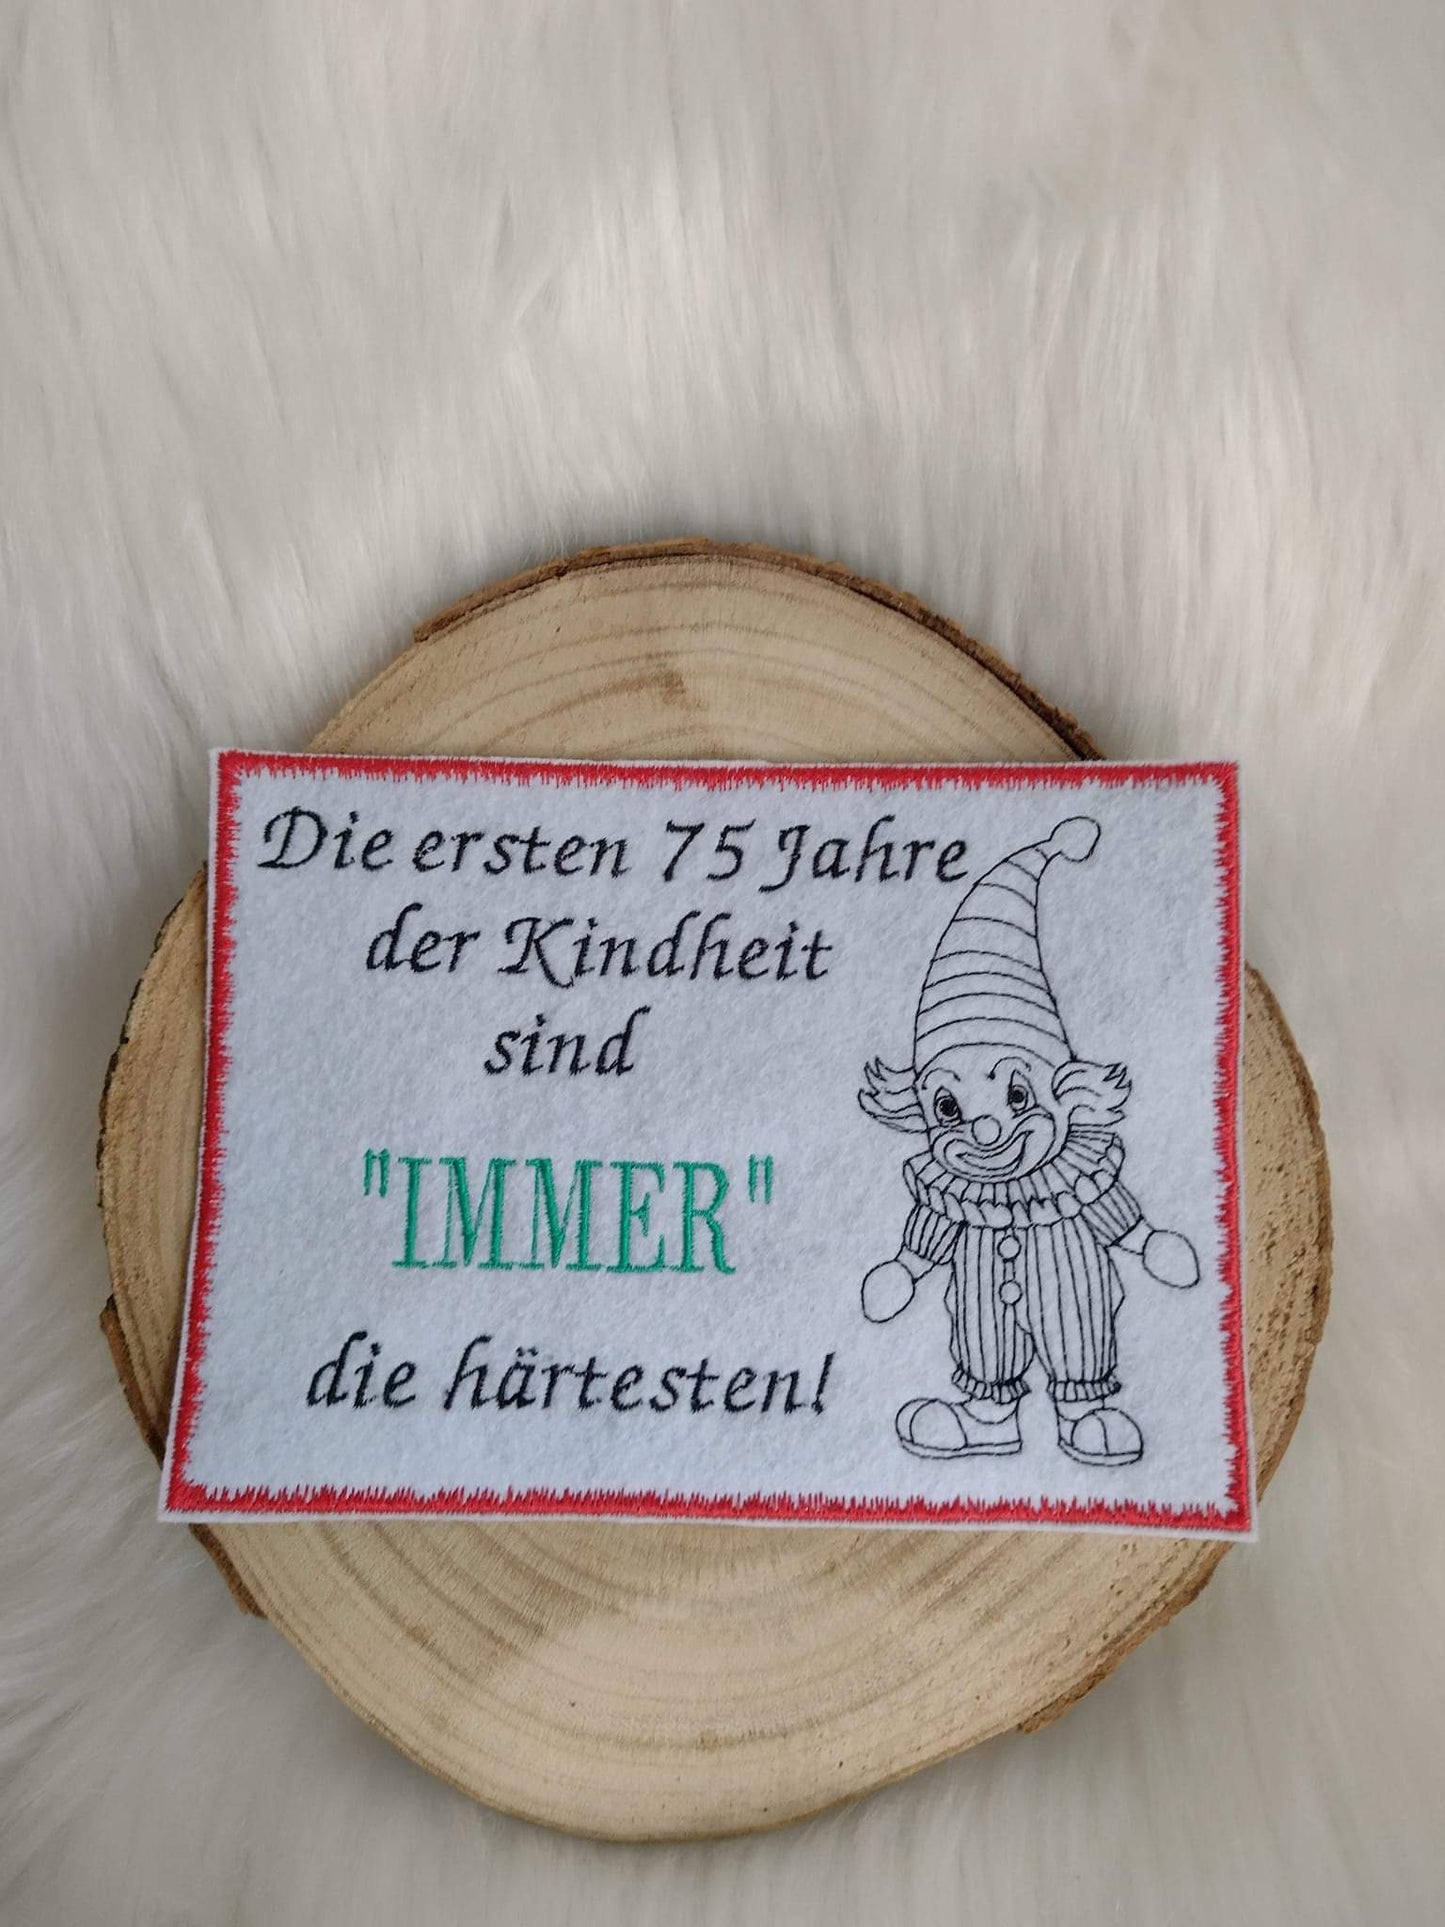 Die ersten 75 Jahre
der Kindheit
sind
"IMMER"
die härtesten!